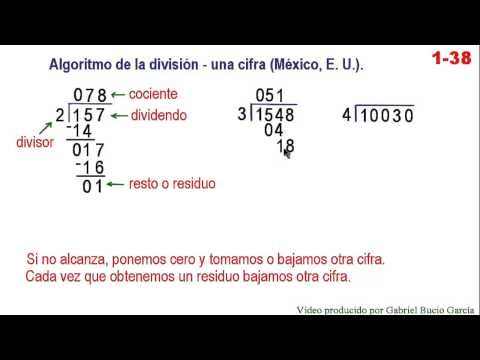 1-38
Algoritmo de la división - una cifra (México, E. U.).
078 ← cociente
2 157 ← dividendo
divisor
-14
017
-16
01 ← resto o residuo
051
3 1548
04
18
4 10030
Si no alcanza, ponemos cero y tomamos o bajamos otra cifra.
Cada vez que obtenemos un residuo bajamos otra cifra.
Vídeo producido por Gabriel Bucio García